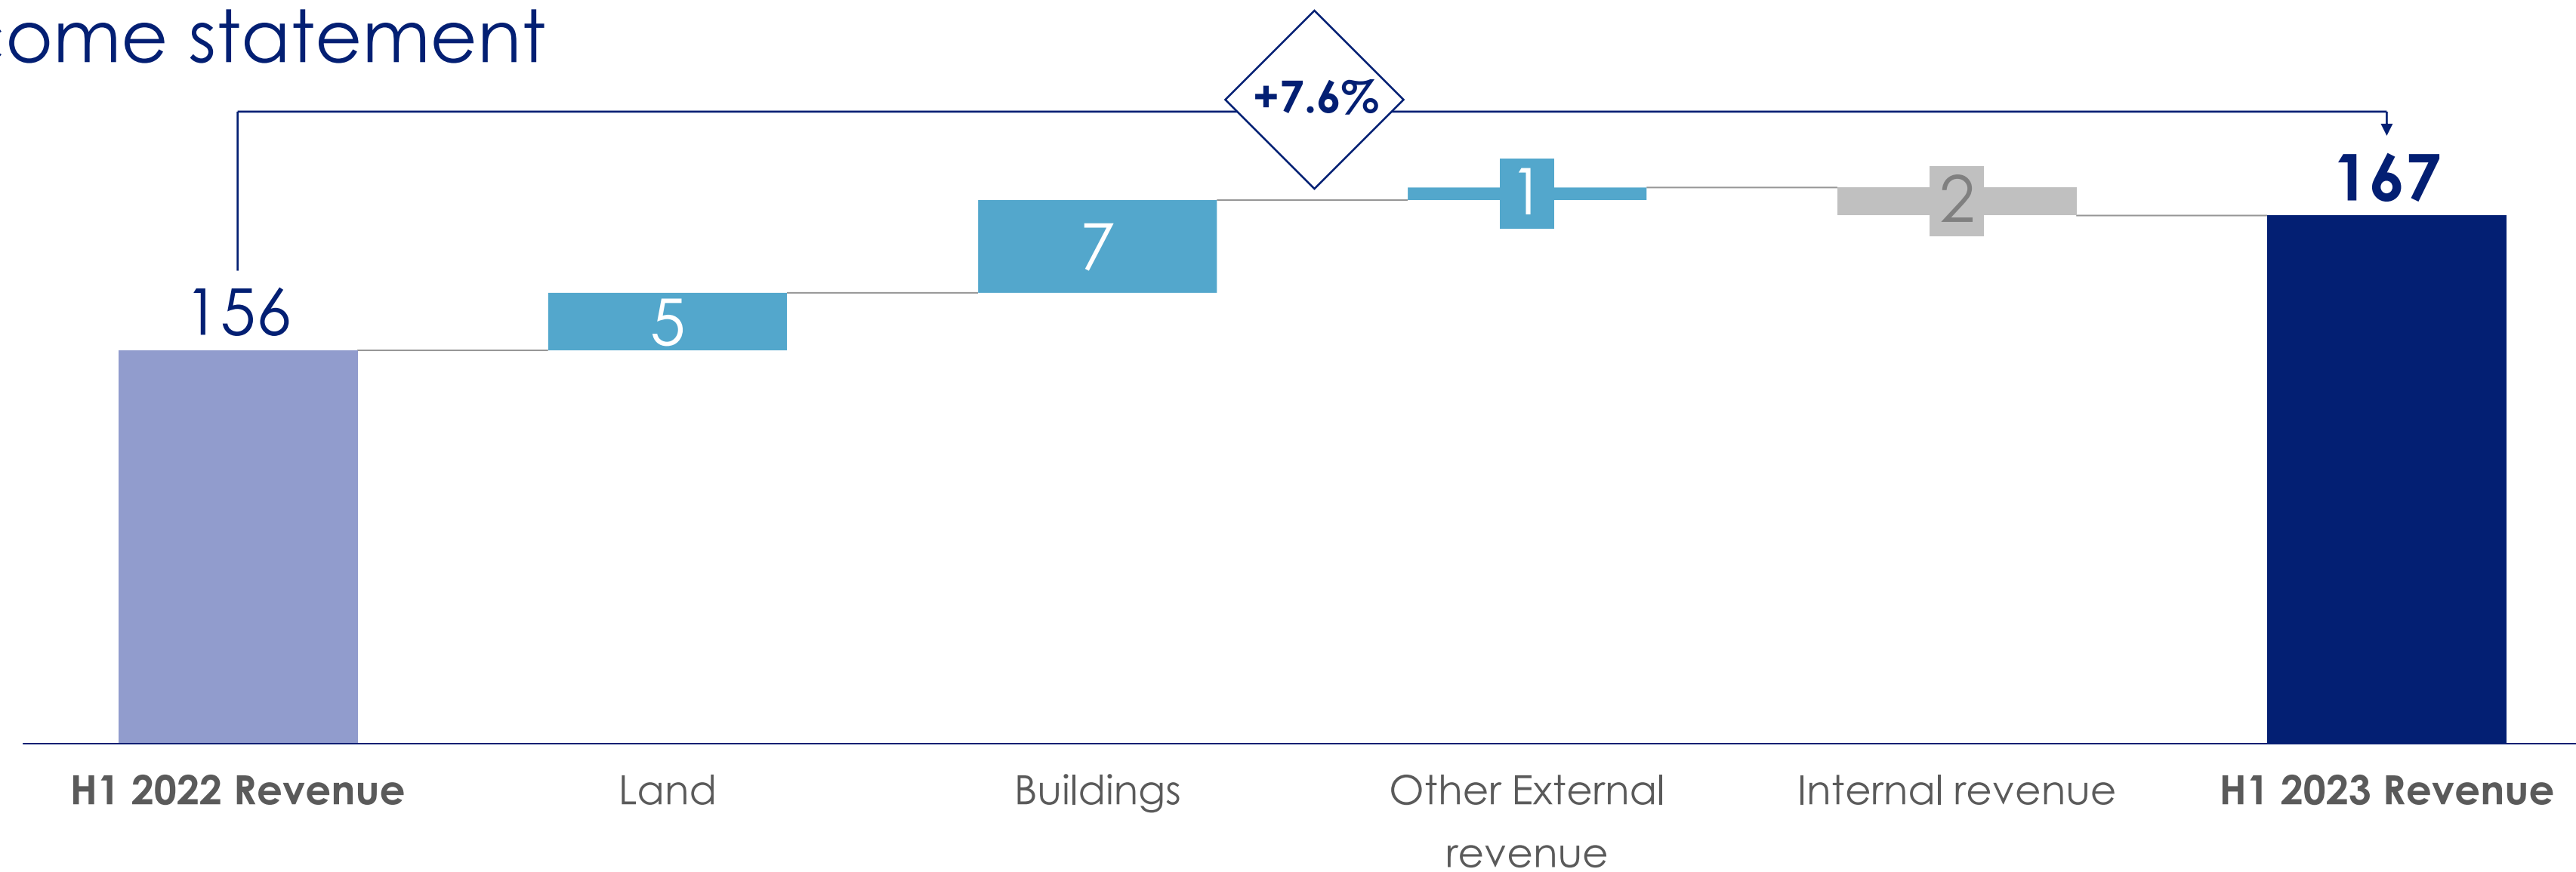 ome statement
+7.6%
156
5
7
1
2
167
H1 2022 Revenue
Land
Buildings
Other External
revenue
Internal revenue
H1 2023 Revenue